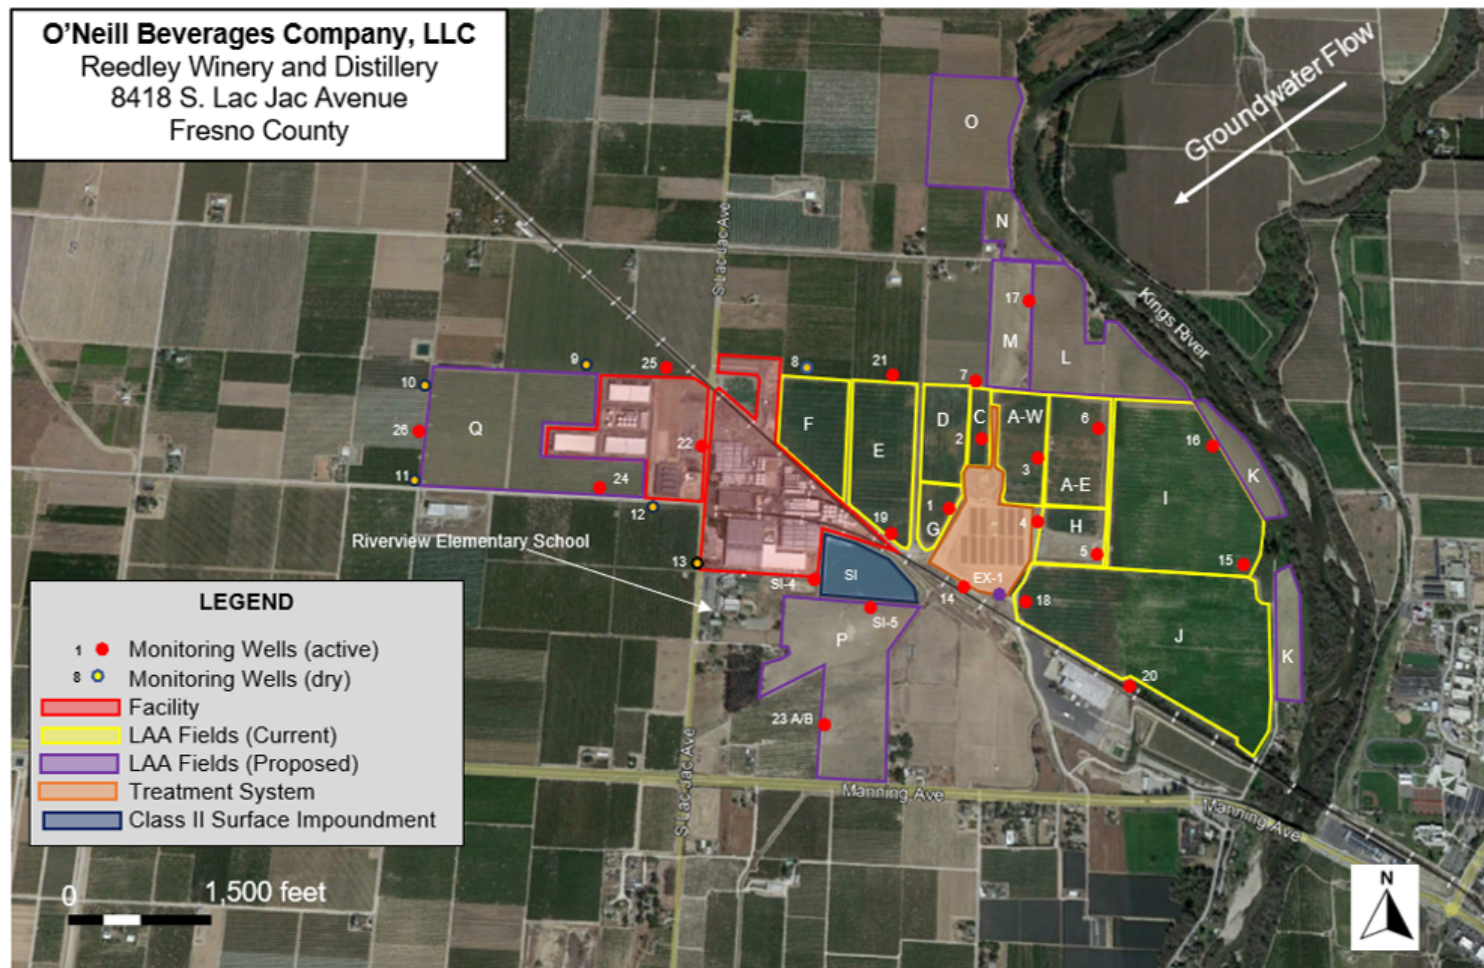 O'Neill Beverages Company, LLC
Reedley Winery and Distillery
8418 S. Lac Jac Avenue
Fresno County
Groundwater Flow
O
N
S Lac Jac Ave
Kings River
17
M
L
9
25
8
21
7
10
Q
26
11
24
22
12
13
F
E
D
C
2
A-W
3
6
A-E
I
16
K
1
G
19
4
H
5
15
Riverview Elementary School
SI-4
SI
SI-5
14
EX-1
18
J
K
P
20
23 A/B
S Lac Jac Ave
Manning Ave
Manning Ave
LEGEND
1 Monitoring Wells (active)
8 Monitoring Wells (dry)
Facility
LAA Fields (Current)
LAA Fields (Proposed)
Treatment System
Class II Surface Impoundment
0 1,500 feet
N